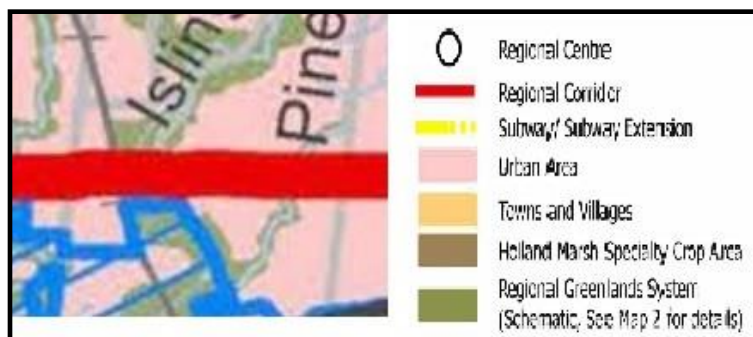 Isling
Pine
Regional Centre
Regional Corridor
Subway/ Subway Extension
Urban Area
Towns and Villages
Holland Marsh Specialty Crop Area
Regional Greenlands System
(Schematic, See Map 2 for details)